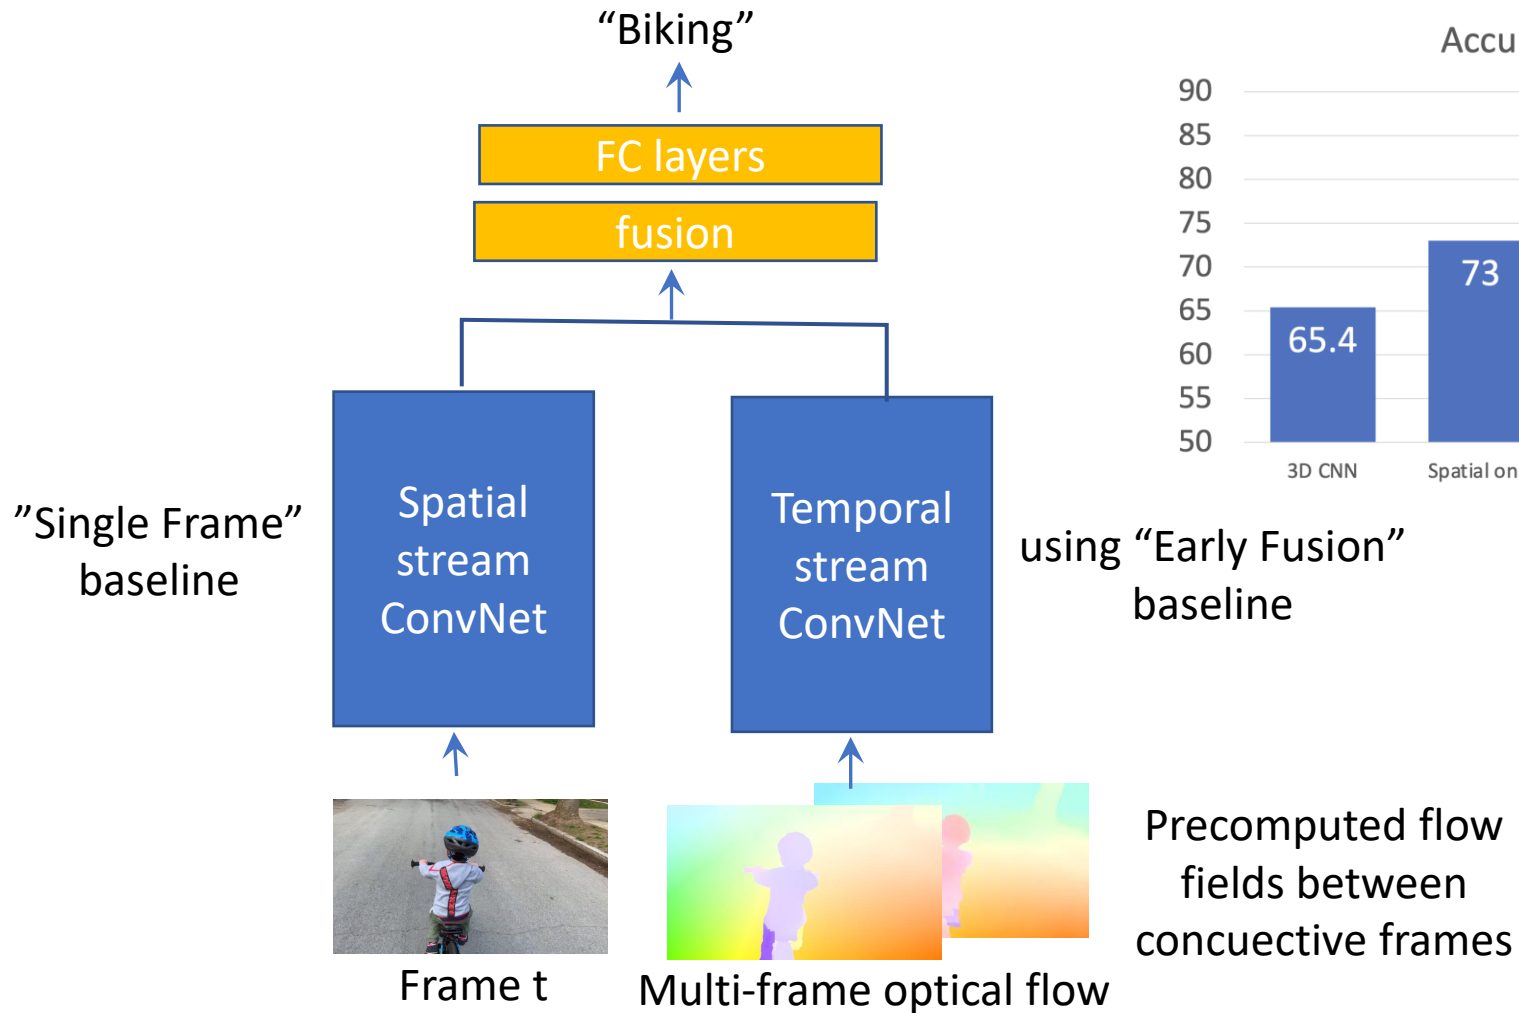 “Biking”
FC layers
fusion
Spatial
stream
ConvNet
Temporal
stream
ConvNet
”Single Frame”
baseline
using “Early Fusion”
baseline
Frame t
Multi-frame optical flow
Precomputed flow
fields between
concuective frames
Accu
90
85
80
75
70
65
60
55
50
65.4
73
3D CNN
Spatial on